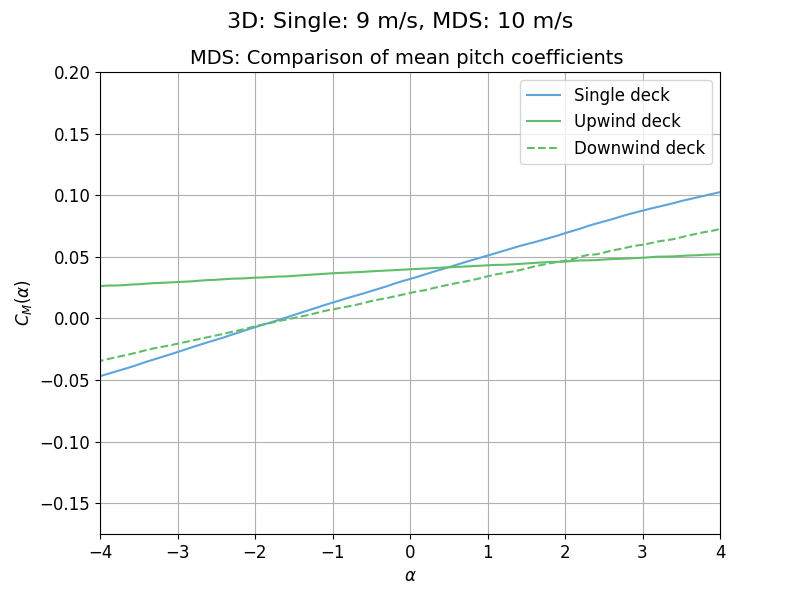 3D: Single: 9 m/s, MDS: 10 m/s
MDS: Comparison of mean pitch coefficients
Single deck
Upwind deck
Downwind deck
0.20
0.15
0.10
0.05
0.00
−0.05
−0.10
−0.15
C_M(α)
−4 −3 −2 −1 0 1 2 3 4
α